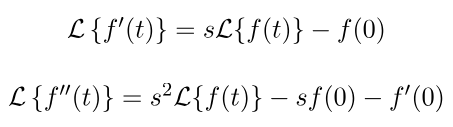 ℒ {f′(t)} = sℒ{f(t)} − f(0)
ℒ {f″(t)} = s²ℒ{f(t)} − sf(0) − f′(0)